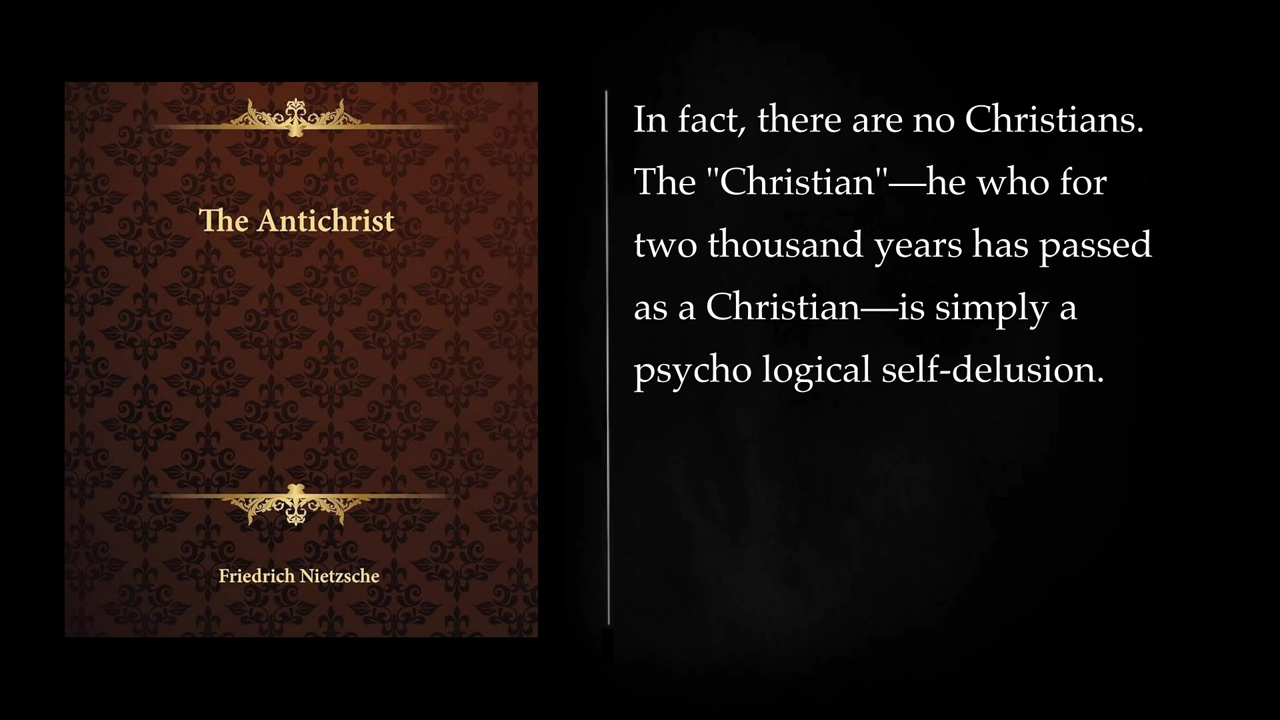 The Antichrist
Friedrich Nietzsche
In fact, there are no Christians.
The "Christian"—he who for
two thousand years has passed
as a Christian—is simply a
psycho logical self-delusion.